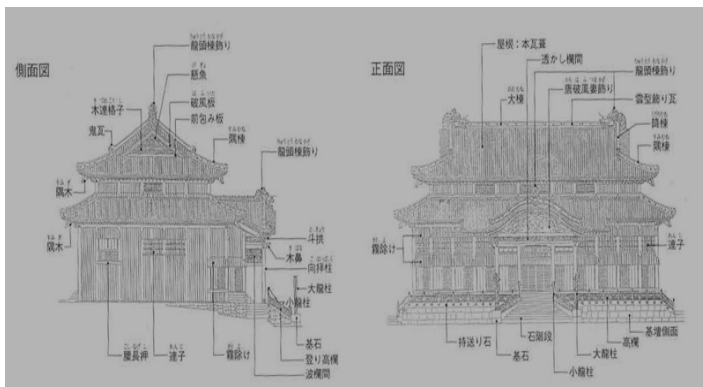 側面図
龍頭棟飾り
懸魚
破風板
前包み板
木連格子
鬼瓦
隅棟
龍頭棟飾り
隅木
隅木
斗拱
木鼻
向拝柱
大龍柱
小龍柱
基石
登り高欄
波欄間
腰長押
連子
霧除け
正面図
屋根:本瓦葺
透かし欄間
龍頭棟飾り
大棟
唐破風妻飾り
雲型飾り瓦
降棟
隅棟
霧除け
連子
持送り石
基石
石階段
小龍柱
大龍柱
高欄
基壇側面